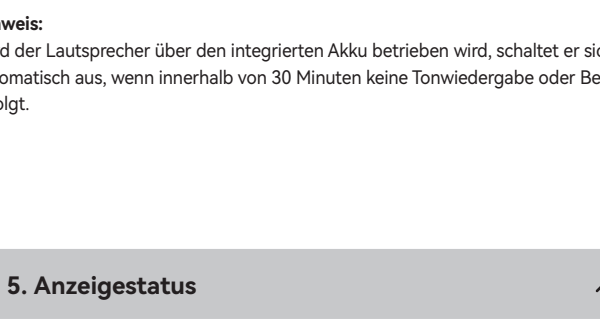 weis:
d der Lautsprecher über den integrierten Akku betrieben wird, schaltet er sic
omatisch aus, wenn innerhalb von 30 Minuten keine Tonwiedergabe oder Be
olgt.
5. Anzeigestatus